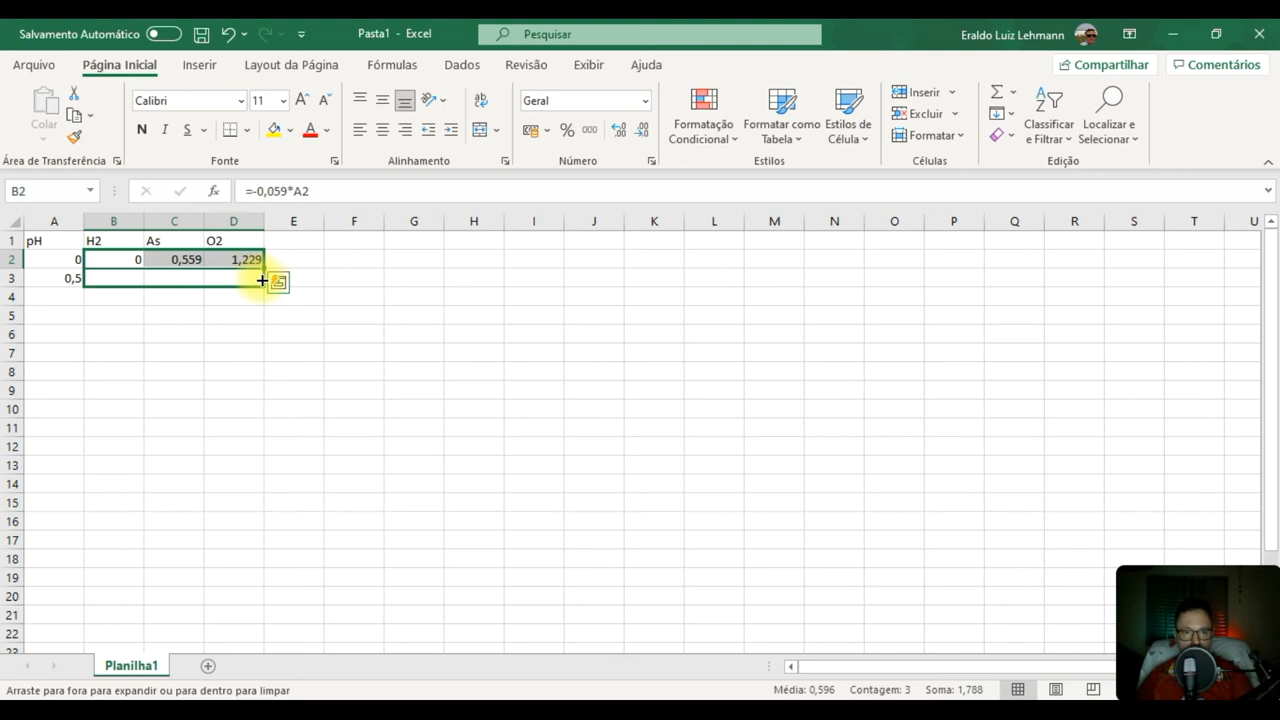 Salvamento Automático
Pasta1 - Excel
Pesquisar
Eraldo Luiz Lehmann
Arquivo Página Inicial Inserir Layout da Página Fórmulas Dados Revisão Exibir Ajuda Compartilhar Comentários
Colar
Calibri 11
N I S
Geral
% 000
Formatação Condicional
Formatar como Tabela
Estilos de Célula
Inserir
Excluir
Formatar
Classificar e Filtrar
Localizar e Selecionar
Área de Transferência Fonte Alinhamento Número Estilos Células Edição
B2 fx =-0,059*A2
A B C D E F G H I J K L M N O P Q R S T U
1 pH H2 As O2
2 0 0 0,559 1,229
3 0,5
4
5
6
7
8
9
10
11
12
13
14
15
16
17
18
19
20
21
22
23
Planilha1
Arraste para fora para expandir ou para dentro para limpar Média: 0,596 Contagem: 3 Soma: 1,788